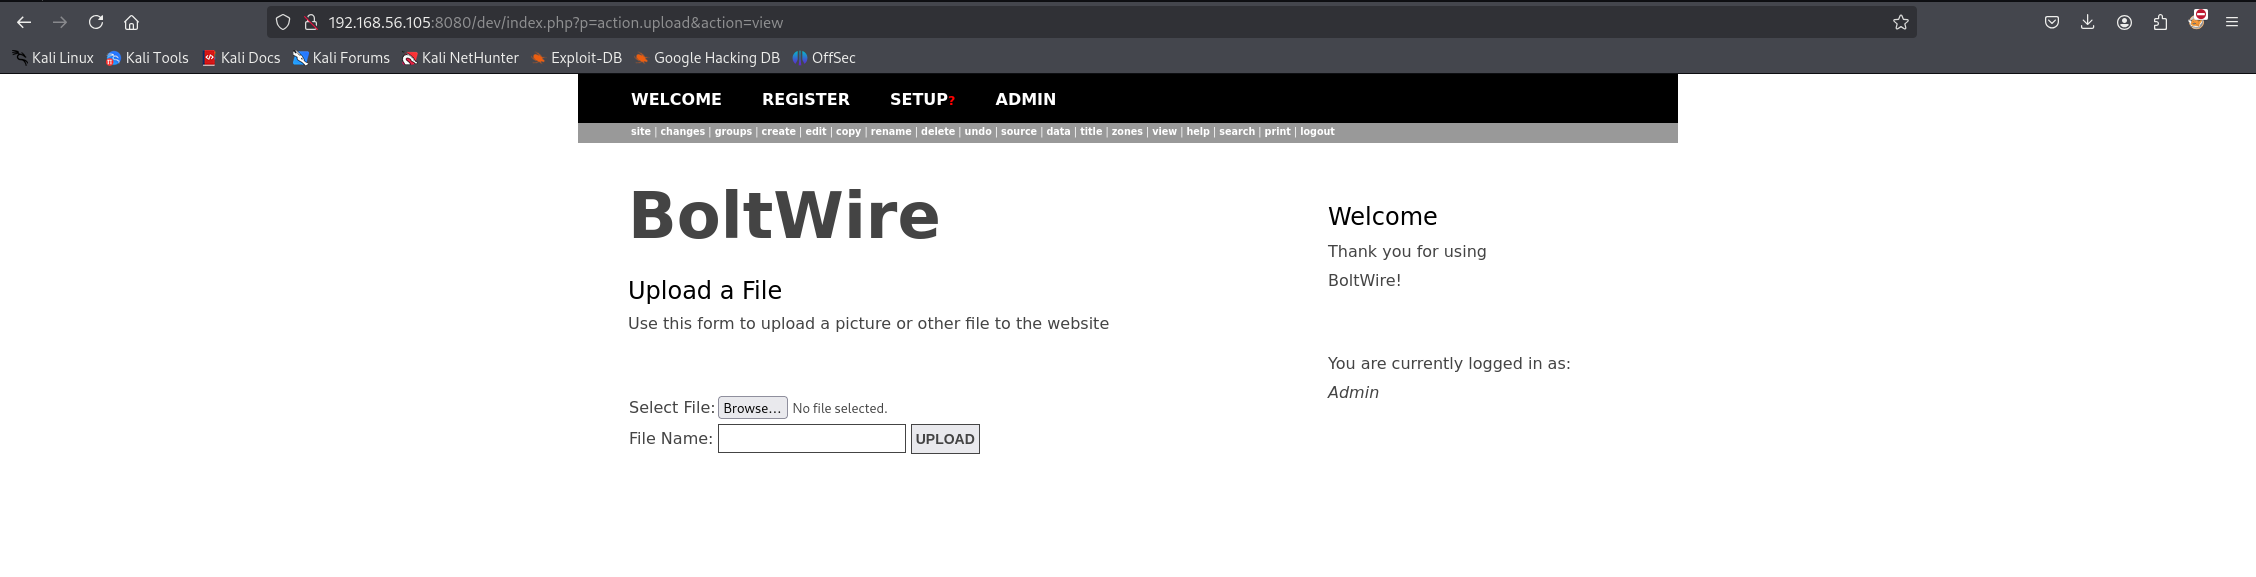 192.168.56.105:8080/dev/index.php?p=action.upload&action=view
Kali Linux Kali Tools Kali Docs Kali Forums Kali NetHunter Exploit-DB Google Hacking DB OffSec
WELCOME REGISTER SETUP? ADMIN
site | changes | groups | create | edit | copy | rename | delete | undo | source | data | title | zones | view | help | search | print | logout
BoltWire
Upload a File
Use this form to upload a picture or other file to the website
Select File: Browse... No file selected.
File Name: UPLOAD
Welcome
Thank you for using
BoltWire!
You are currently logged in as:
Admin